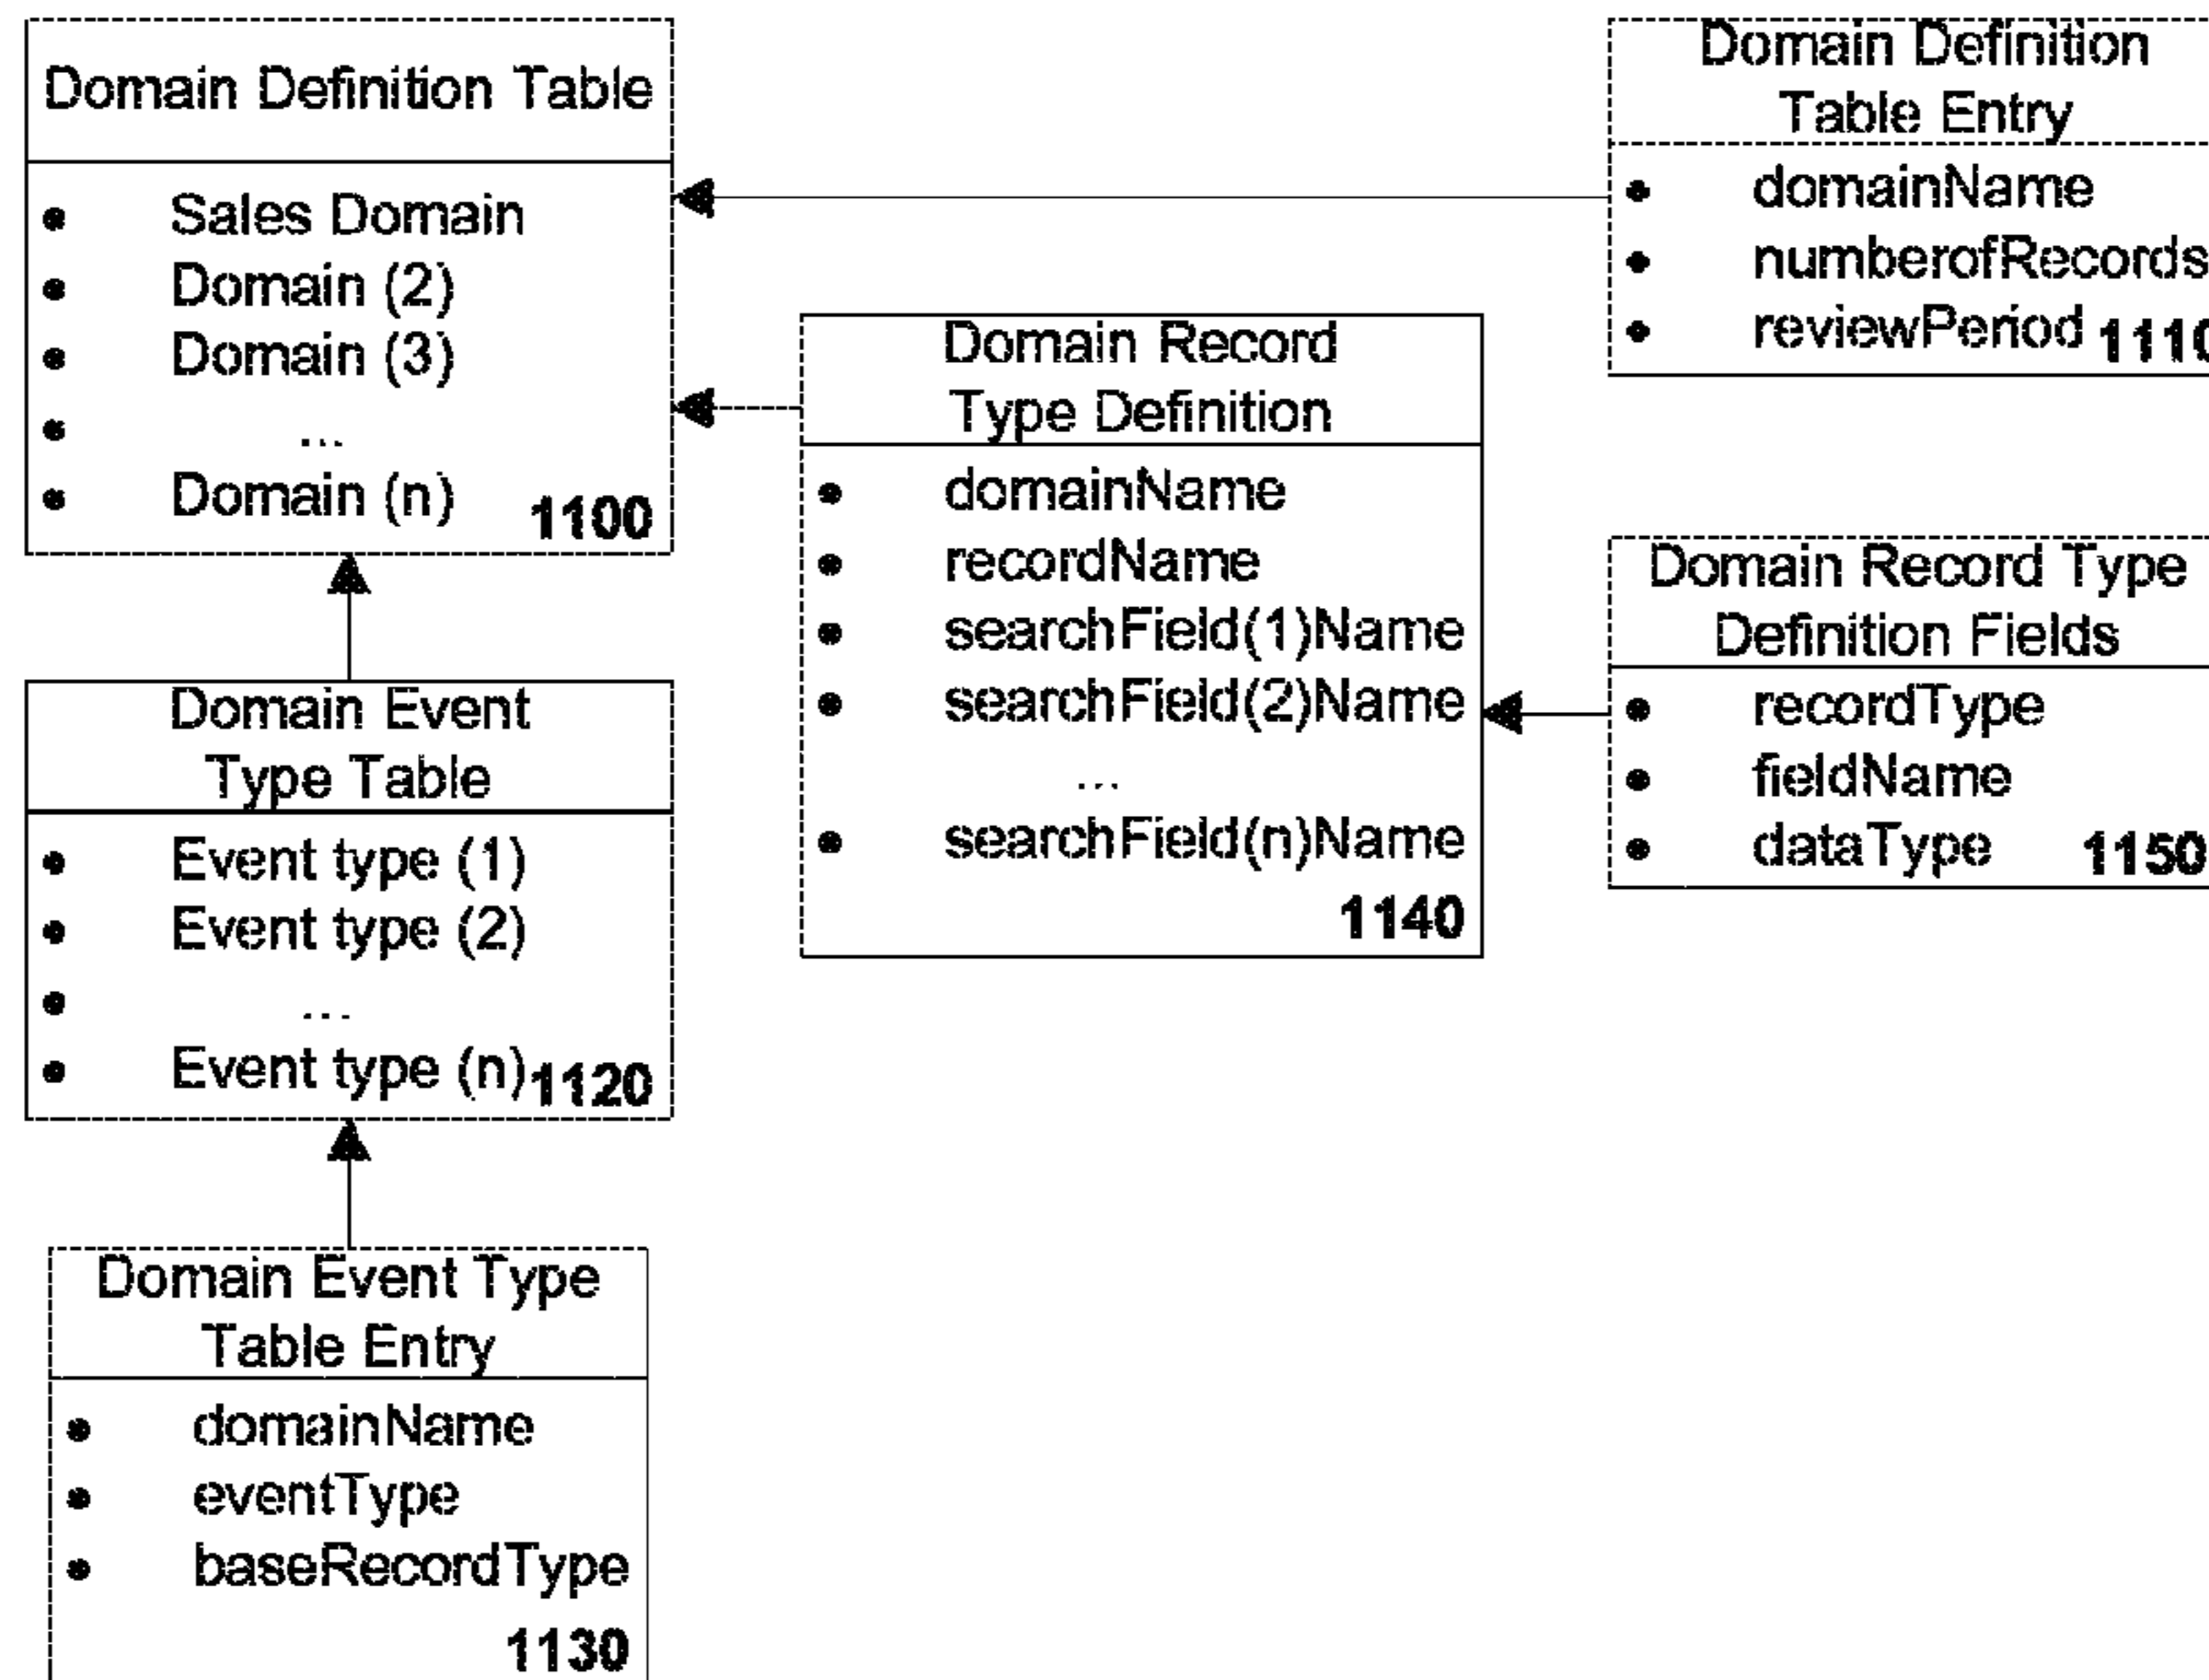 Domain Definition Table
• Sales Domain
• Domain (2)
• Domain (3)
• ...
• Domain (n) 1100
Domain Definition
Table Entry
• domainName
• numberofRecords
• reviewPeriod 1110
Domain Record
Type Definition
• domainName
• recordName
• searchField(1)Name
• searchField(2)Name
...
• searchField(n)Name
1140
Domain Record Type
Definition Fields
• recordType
• fieldName
• dataType 1150
Domain Event
Type Table
• Event type (1)
• Event type (2)
• ...
• Event type (n) 1120
Domain Event Type
Table Entry
• domainName
• eventType
• baseRecordType
1130